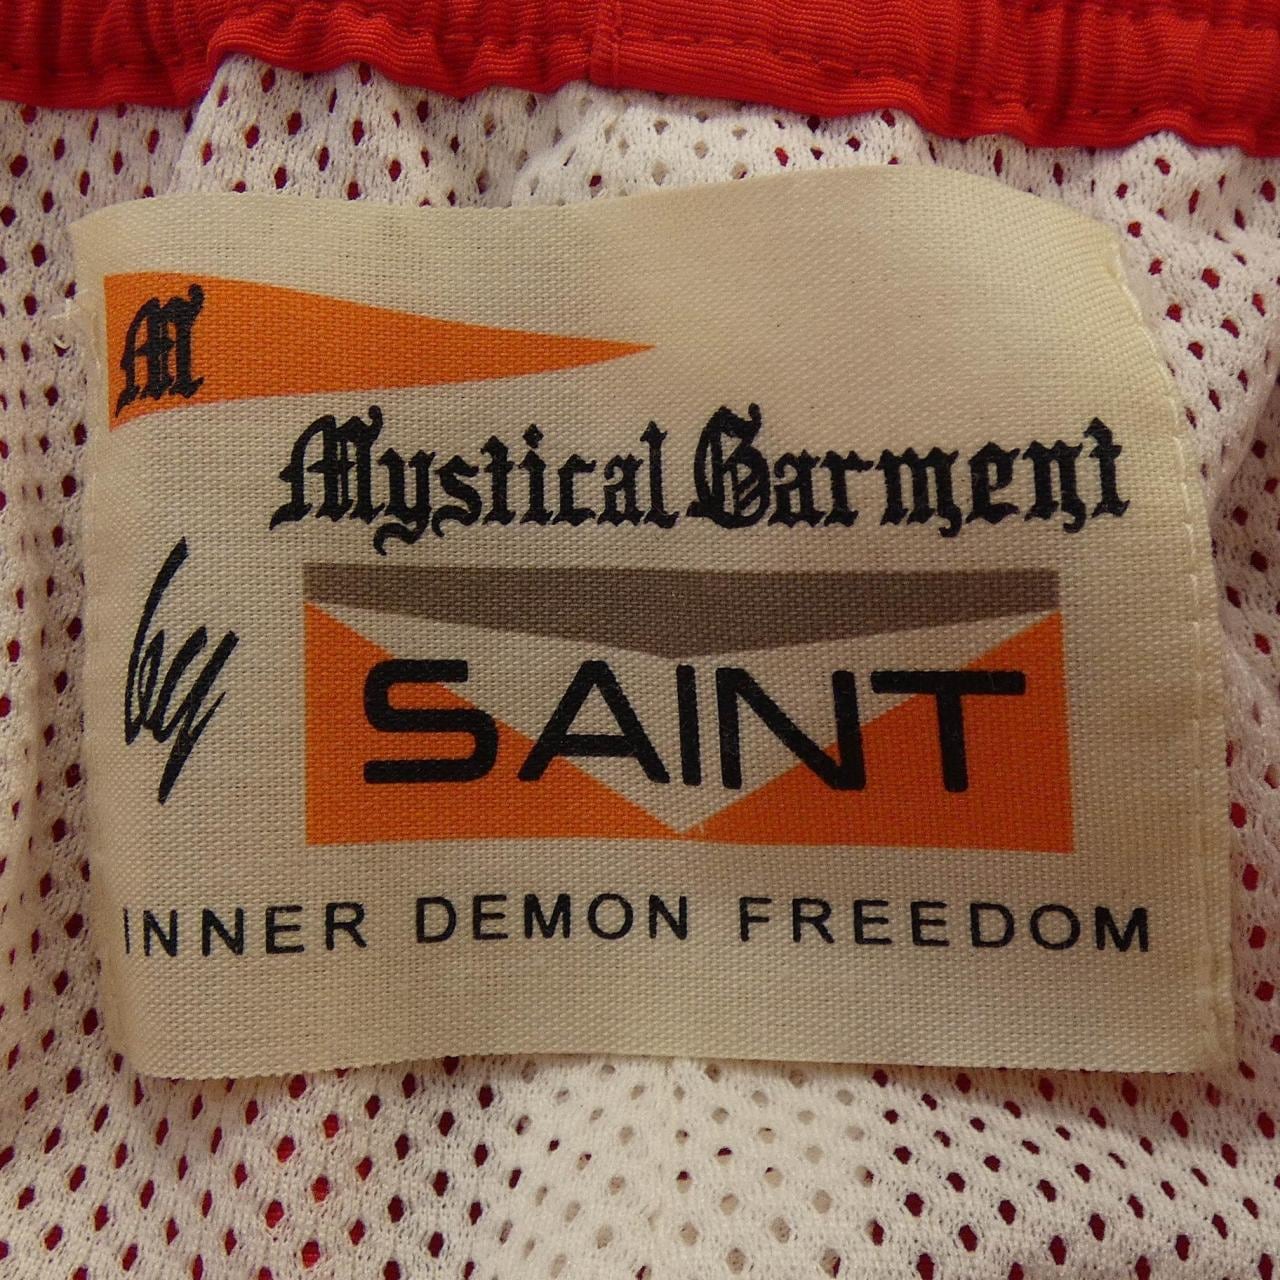 M
Mystical Garment
by
SAINT
INNER DEMON FREEDOM